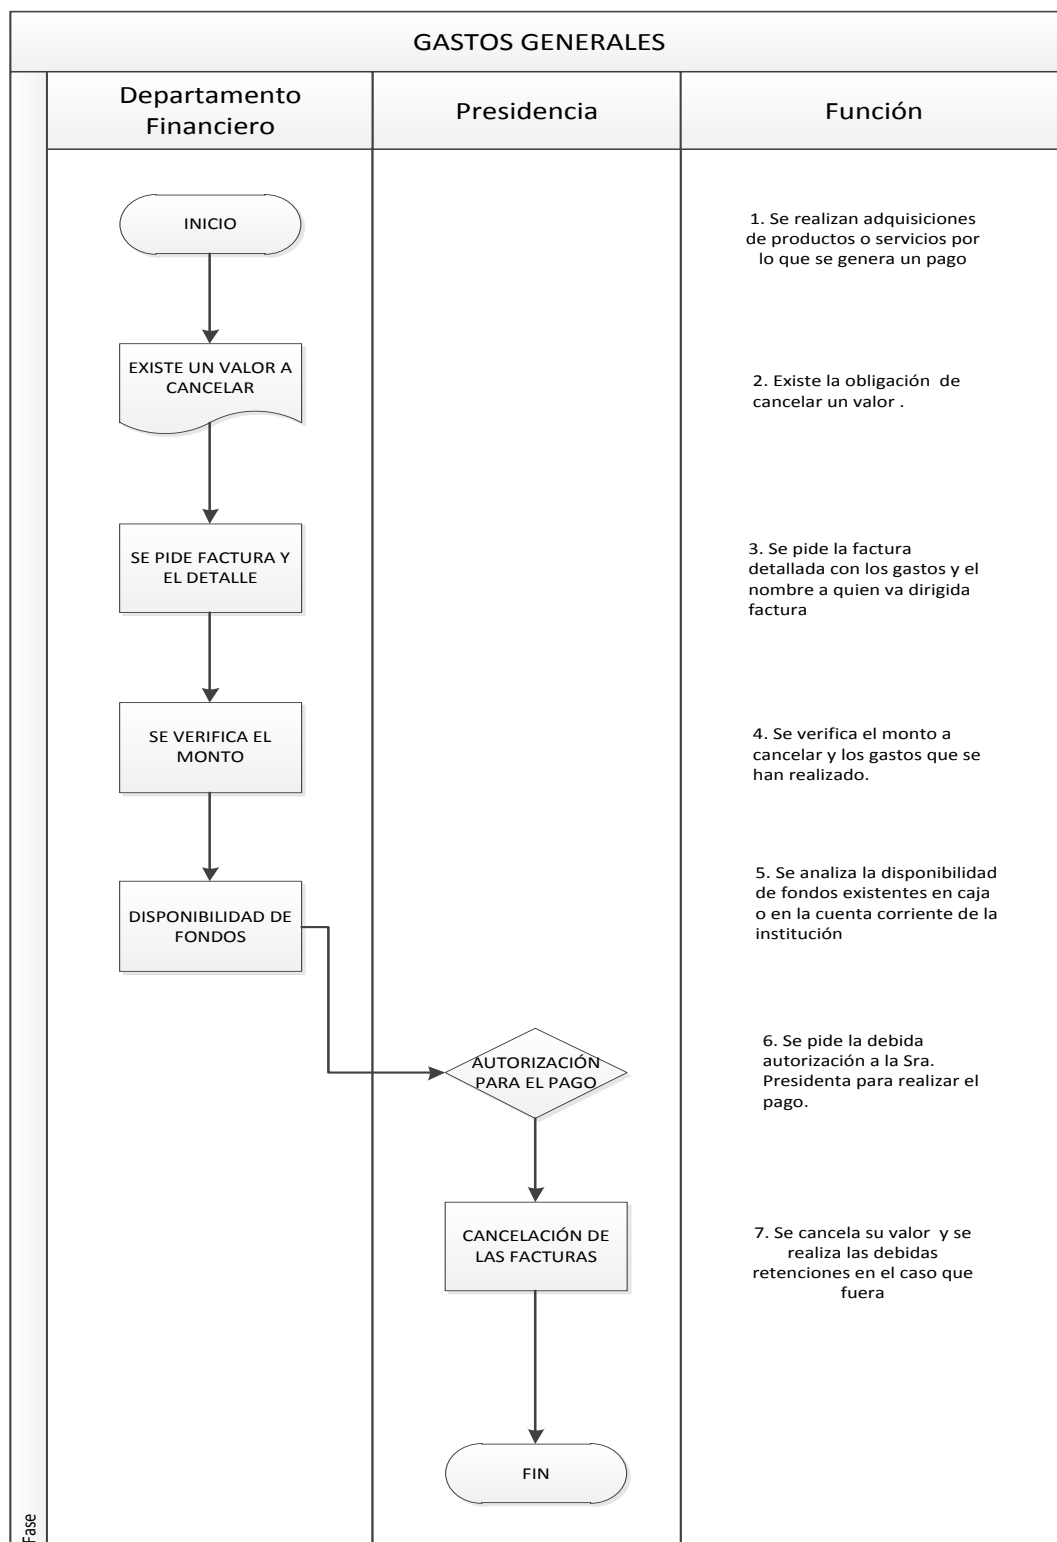 GASTOS GENERALES
Departamento
Financiero
Presidencia
Función
INICIO
1. Se realizan adquisiciones
de productos o servicios por
lo que se genera un pago
EXISTE UN VALOR A
CANCELAR
2. Existe la obligación  de
cancelar un valor .
SE PIDE FACTURA Y
EL DETALLE
3. Se pide la factura
detallada con los gastos y el
nombre a quien va dirigida
factura
SE VERIFICA EL
MONTO
4. Se verifica el monto a
cancelar y los gastos que se
han realizado.
DISPONIBILIDAD DE
FONDOS
5. Se analiza la disponibilidad
de fondos existentes en caja
o en la cuenta corriente de la
institución
AUTORIZACIÓN
PARA EL PAGO
6. Se pide la debida
autorización a la Sra.
Presidenta para realizar el
pago.
CANCELACIÓN DE
LAS FACTURAS
7. Se cancela su valor  y se
realiza las debidas
retenciones en el caso que
fuera
FIN
Fase